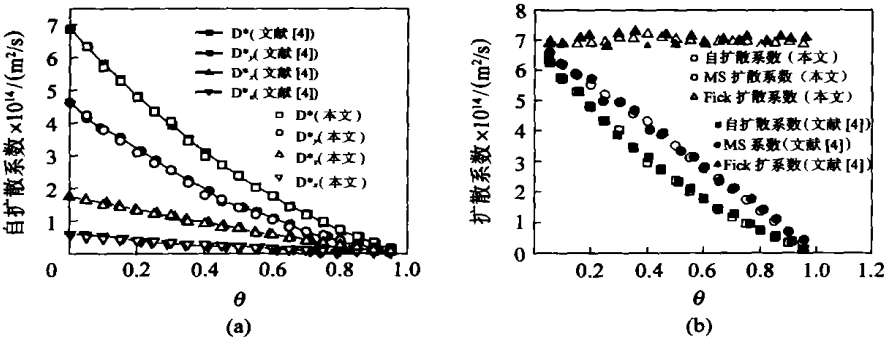 自扩散系数×10¹⁴/(m²/s)
7
6
5
4
3
2
1
0.0
0.2
0.4
0.6
0.8
1.0
θ
(a)
D*(文献[4])
D*y(文献[4])
D*x(文献[4])
D*z(文献[4])
D*(本文)
D*y(本文)
D*x(本文)
D*z(本文)
扩散系数×10¹⁴/(m²/s)
8
7
6
5
4
3
2
1
0
0.2
0.4
0.6
0.8
1.0
1.2
θ
(b)
自扩散系数(本文)
MS扩散系数(本文)
Fick扩散系数(本文)
自扩散系数(文献[4])
MS系数(文献[4])
Fick扩系数(文献[4])